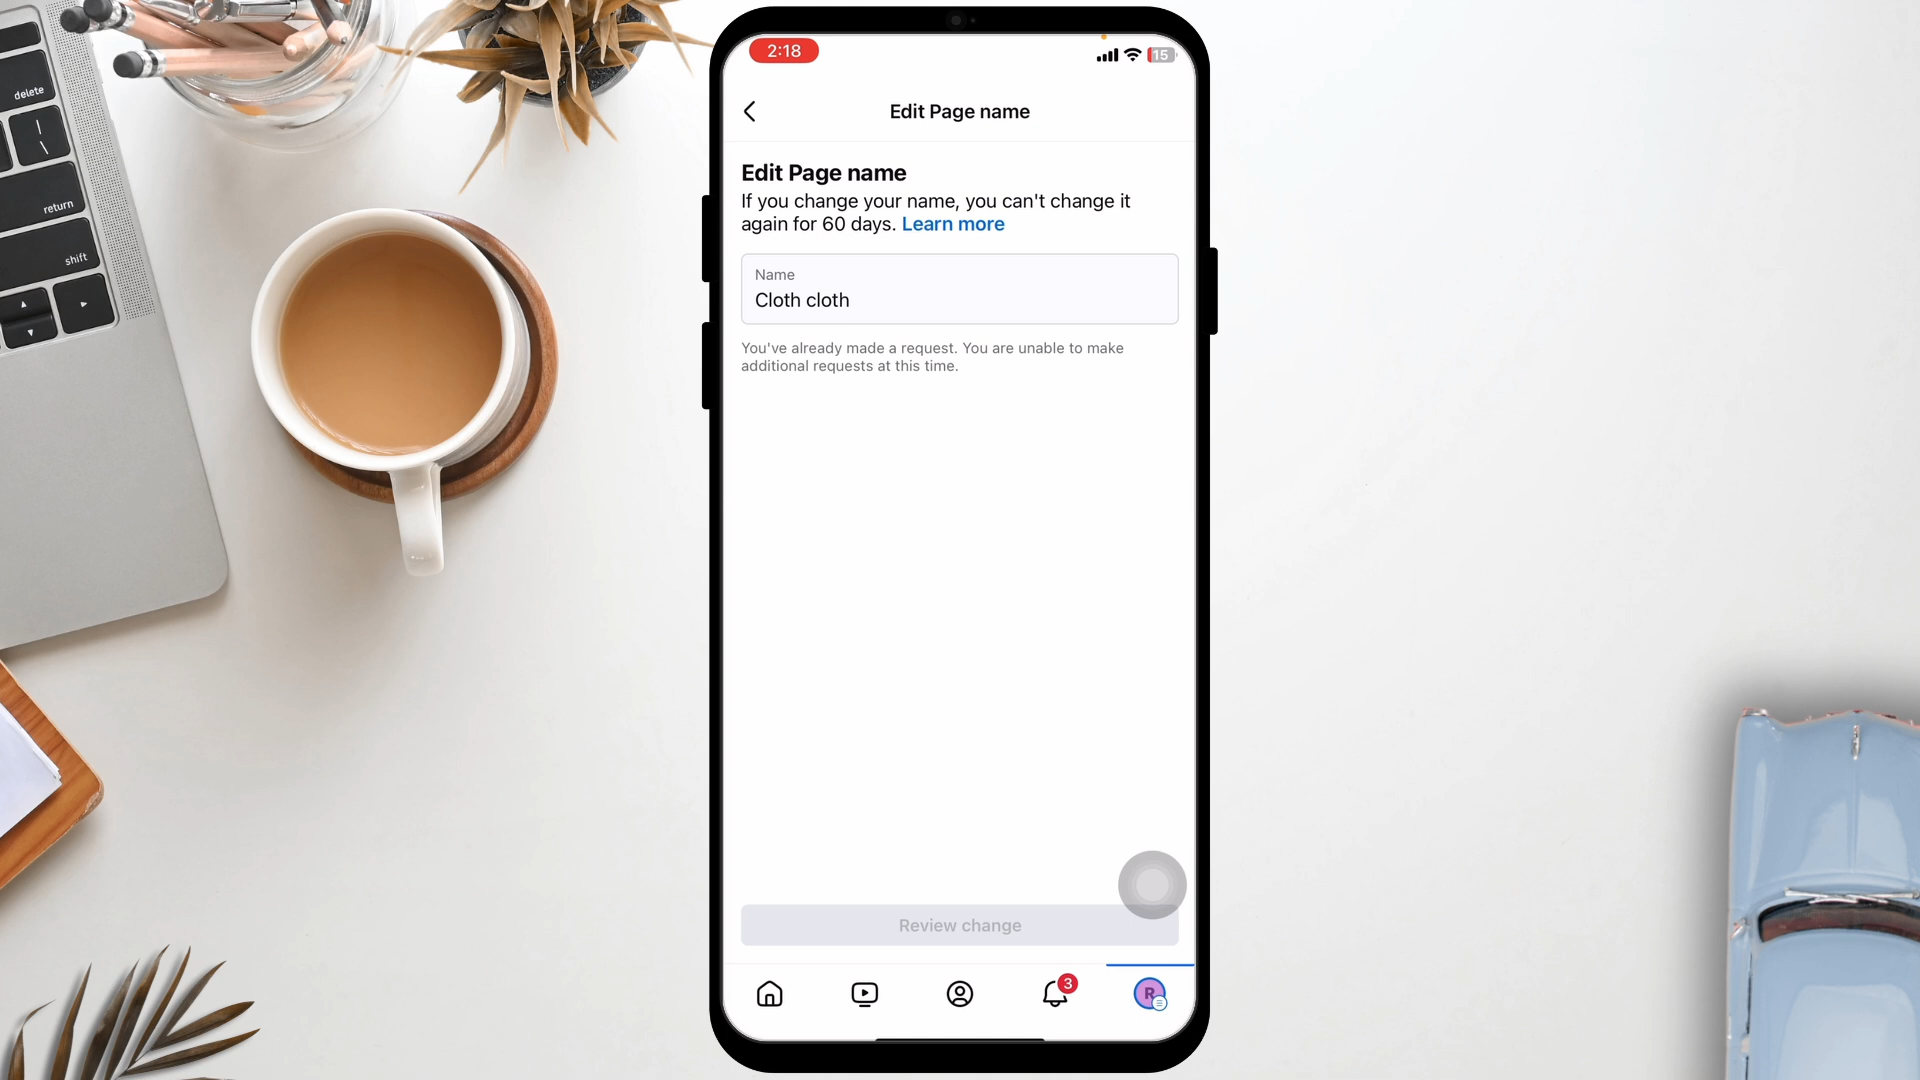 delete
return
shift
2:18
15
Edit Page name
Edit Page name
If you change your name, you can't change it
again for 60 days. Learn more
Name
Cloth cloth
You've already made a request. You are unable to make
additional requests at this time.
Review change
3
R